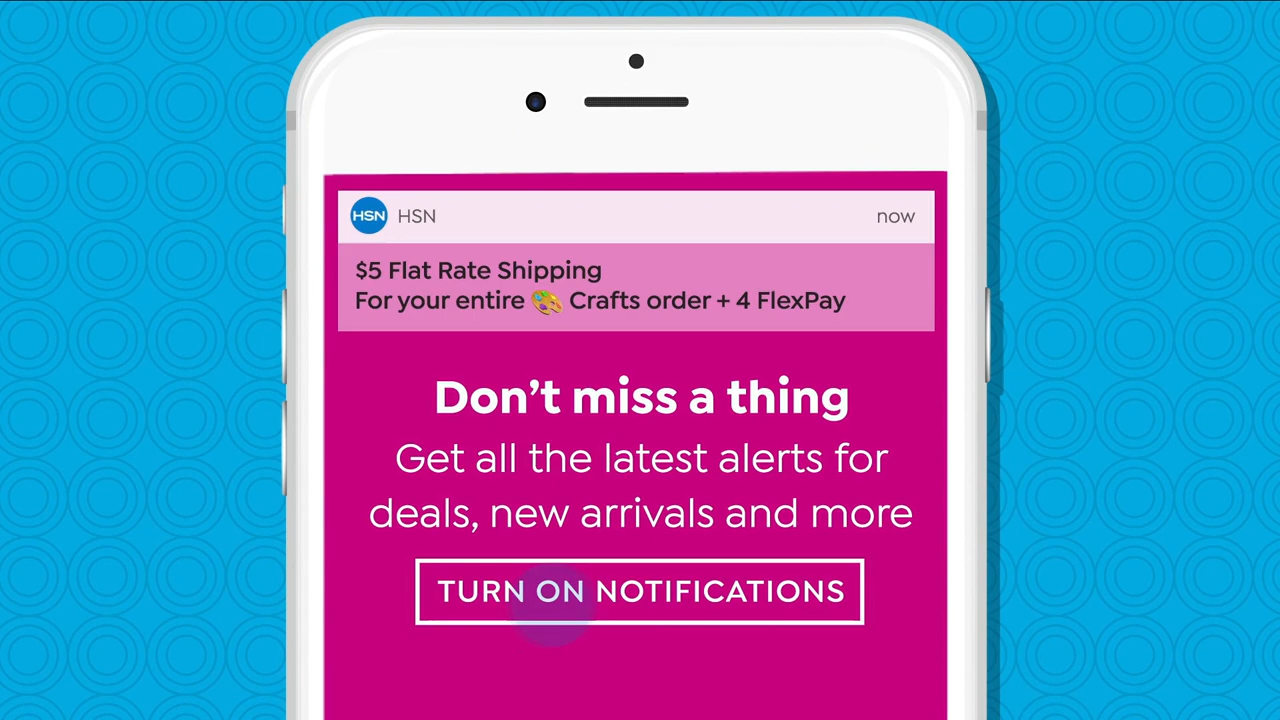 HSN HSN now
$5 Flat Rate Shipping
For your entire 🎨 Crafts order + 4 FlexPay
Don't miss a thing
Get all the latest alerts for
deals, new arrivals and more
TURN ON NOTIFICATIONS